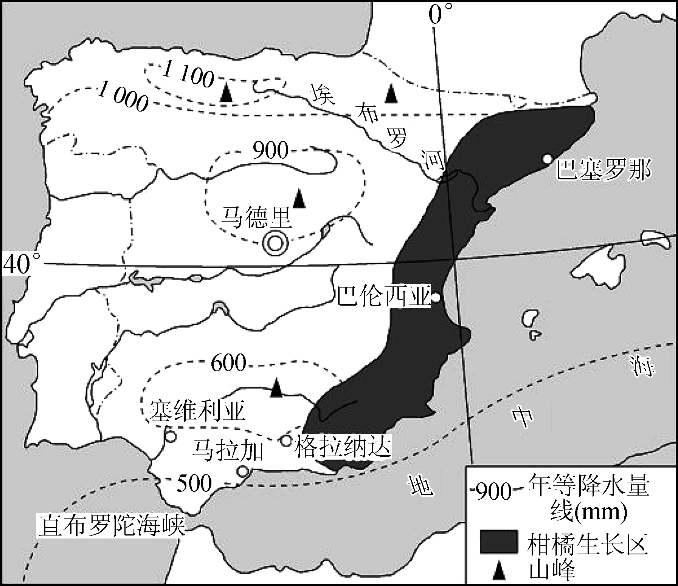 0°
1 100
1 000
埃布罗河
900
巴塞罗那
马德里
40°
巴伦西亚
600
塞维利亚
马拉加
格拉纳达
500
地中海
直布罗陀海峡
900 年等降水量
线(mm)
柑橘生长区
山峰